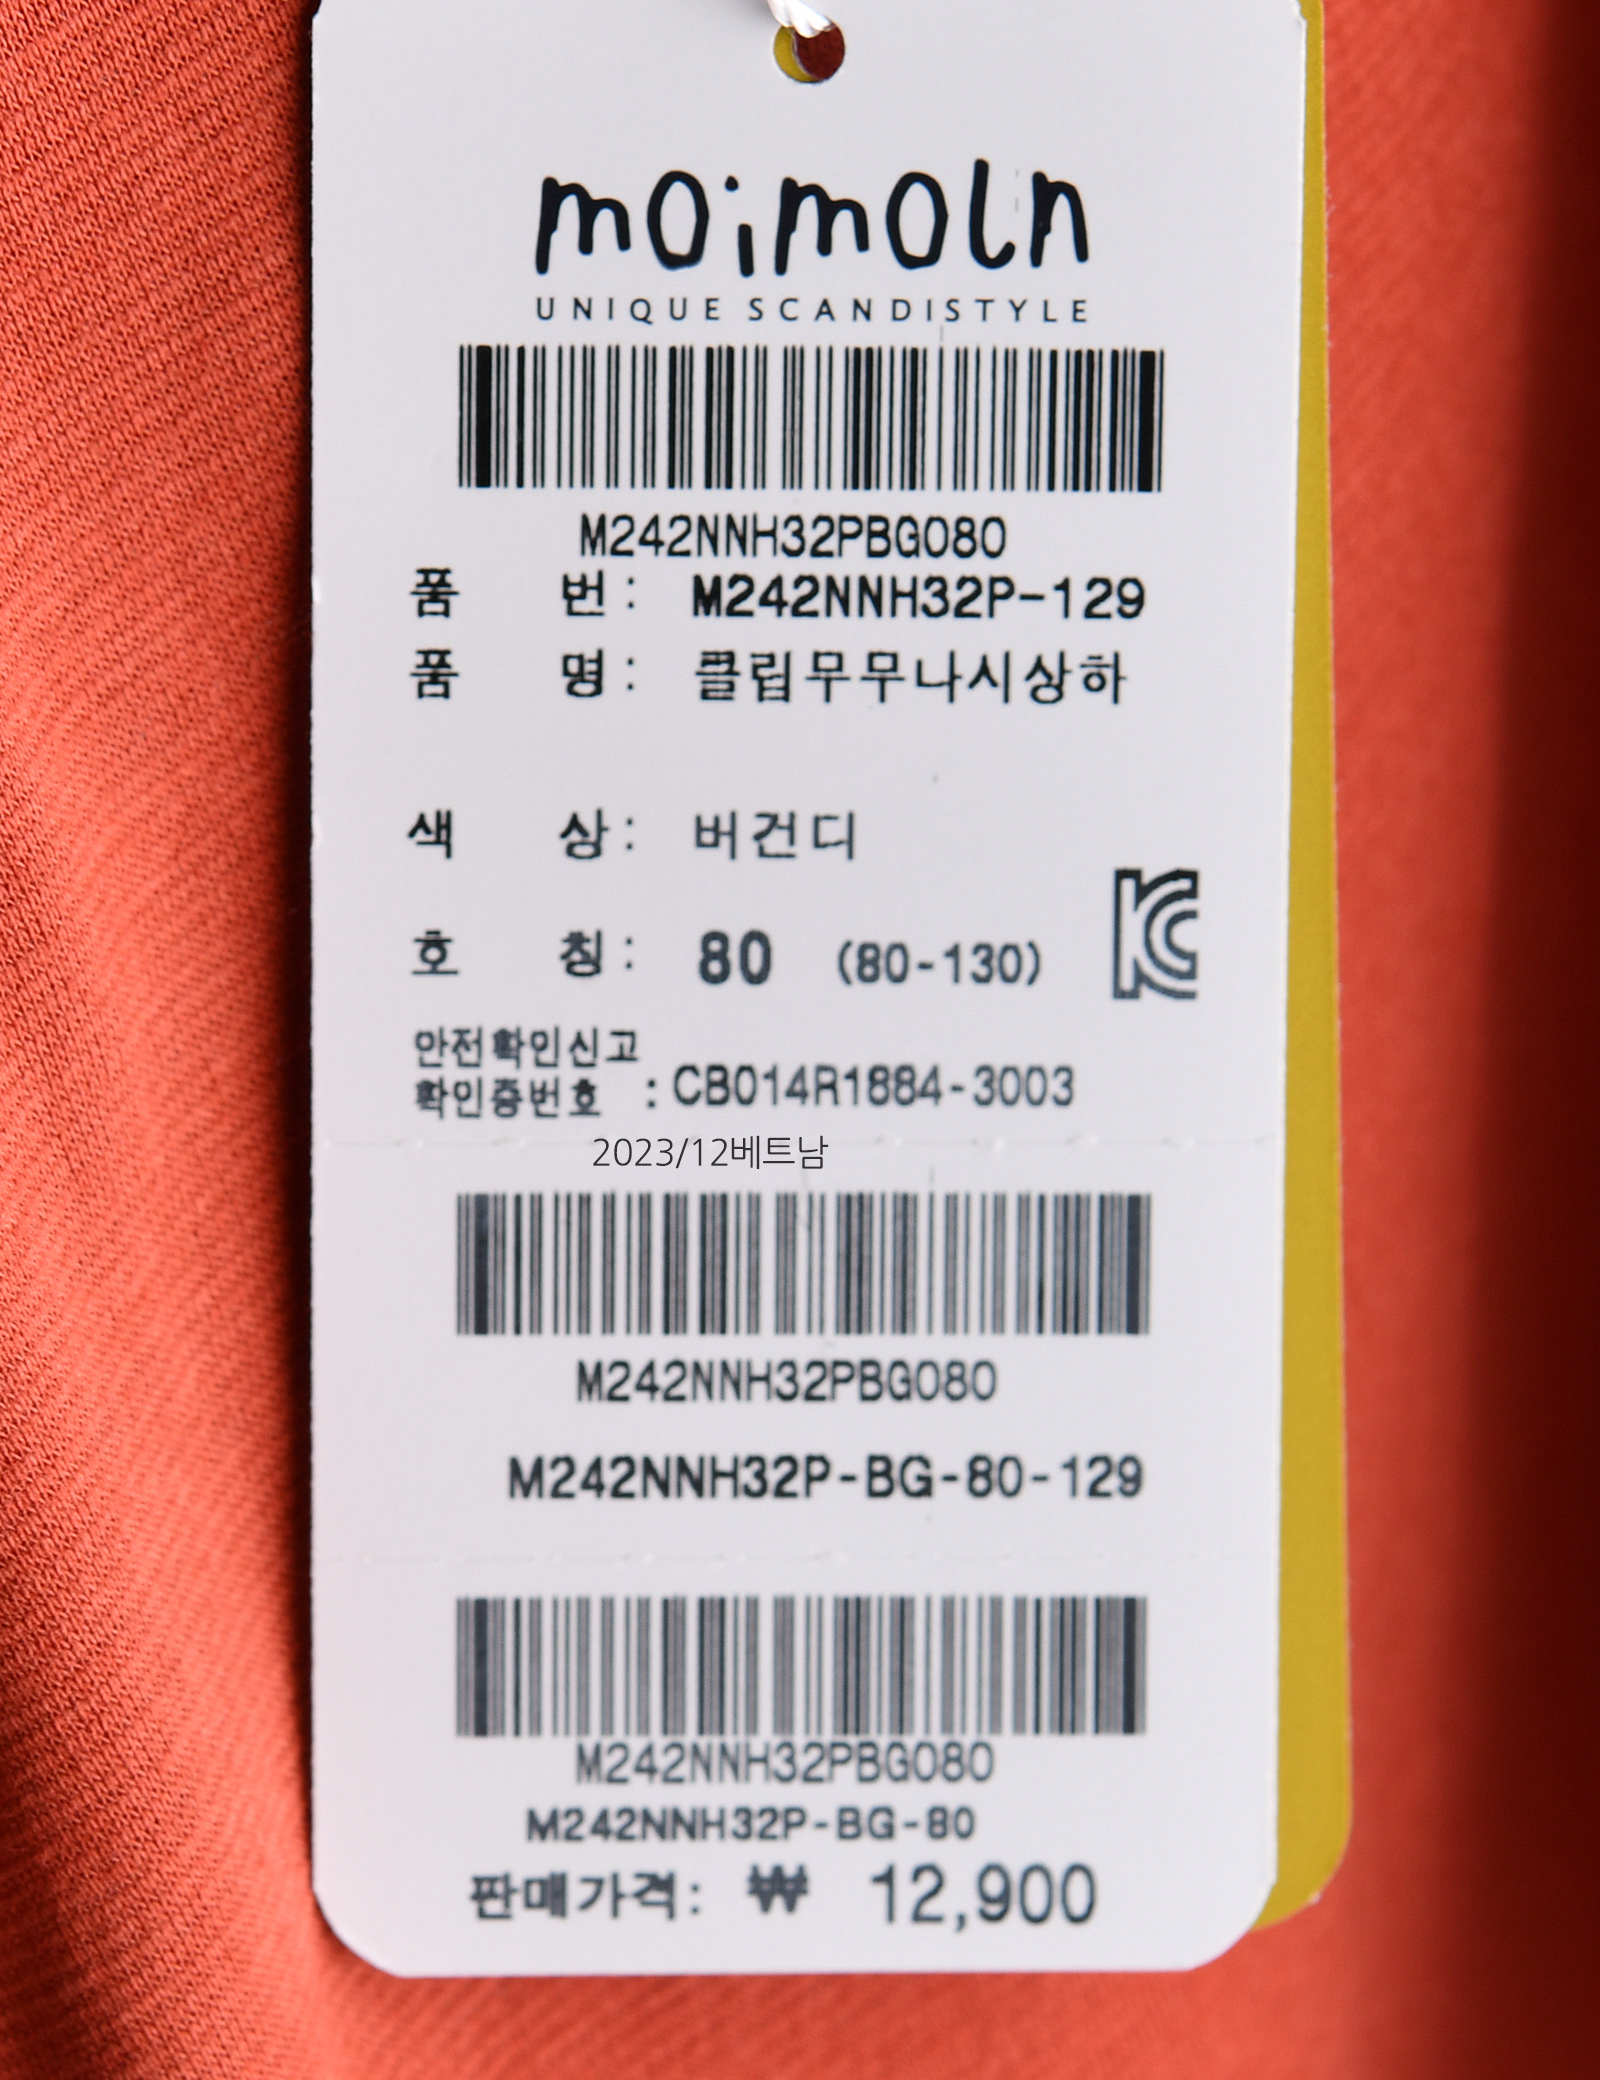 moimoln
UNIQUE SCANDISTYLE
M242NNH32PBG080
품 번 : M242NNH32P-129
품 명 : 클립무무나시상하
색 상 : 버건디
호 칭 : 80 (80-130)
안전확인신고
확인증번호 : CB014R1884-3003
2023/12베트남
M242NNH32PBG080
M242NNH32P-BG-80-129
M242NNH32PBG080
M242NNH32P-BG-80
판매가격: ₩ 12,900